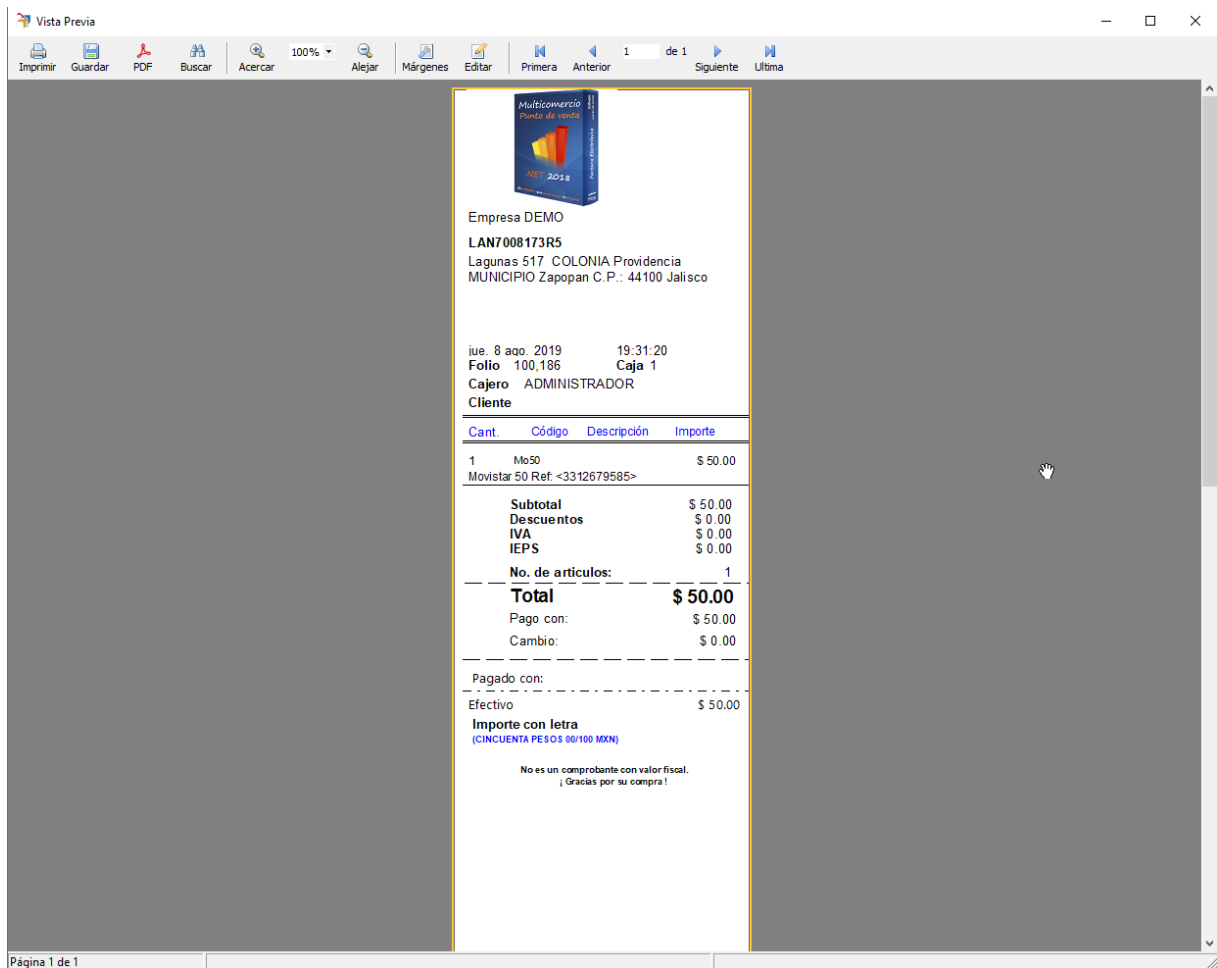 Vista Previa
Imprimir Guardar PDF Buscar Acercar 100% Alejar Márgenes Editar Primera Anterior 1 de 1 Siguiente Ultima
Multicomercio
Punto de venta
.NET 2018
Factura Electrónica
Empresa DEMO
LAN7008173R5
Lagunas 517 COLONIA Providencia
MUNICIPIO Zapopan C.P.: 44100 Jalisco
jue. 8 ago. 2019 19:31:20
Folio 100,186 Caja 1
Cajero ADMINISTRADOR
Cliente
Cant. Código Descripción Importe
1 Mo50 $ 50.00
Movistar 50 Ref: <3312679585>
Subtotal $ 50.00
Descuentos $ 0.00
IVA $ 0.00
IEPS $ 0.00
No. de articulos: 1
Total $ 50.00
Pago con: $ 50.00
Cambio: $ 0.00
Pagado con:
Efectivo $ 50.00
Importe con letra
(CINCUENTA PESOS 00/100 MXN)
No es un comprobante con valor fiscal.
¡ Gracias por su compra !
Página 1 de 1